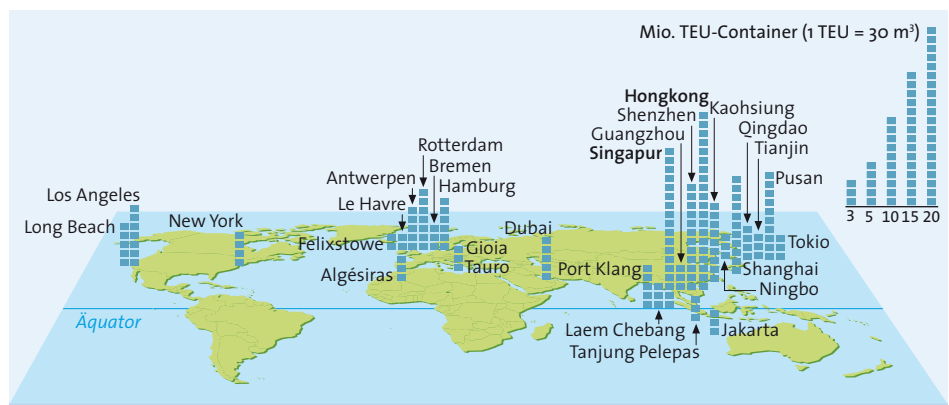 Mio. TEU-Container (1 TEU = 30 m³)
3 5 10 15 20
Hongkong
Shenzhen
Guangzhou
Singapur
Kaohsiung
Qingdao
Tianjin
Pusan
Rotterdam
Bremen
Antwerpen
Hamburg
Le Havre
Los Angeles
Long Beach
New York
Felixstowe
Dubai
Gioia
Tauro
Algésiras
Port Klang
Tokio
Shanghai
Ningbo
Äquator
Laem Chebang
Tanjung Pelepas
Jakarta